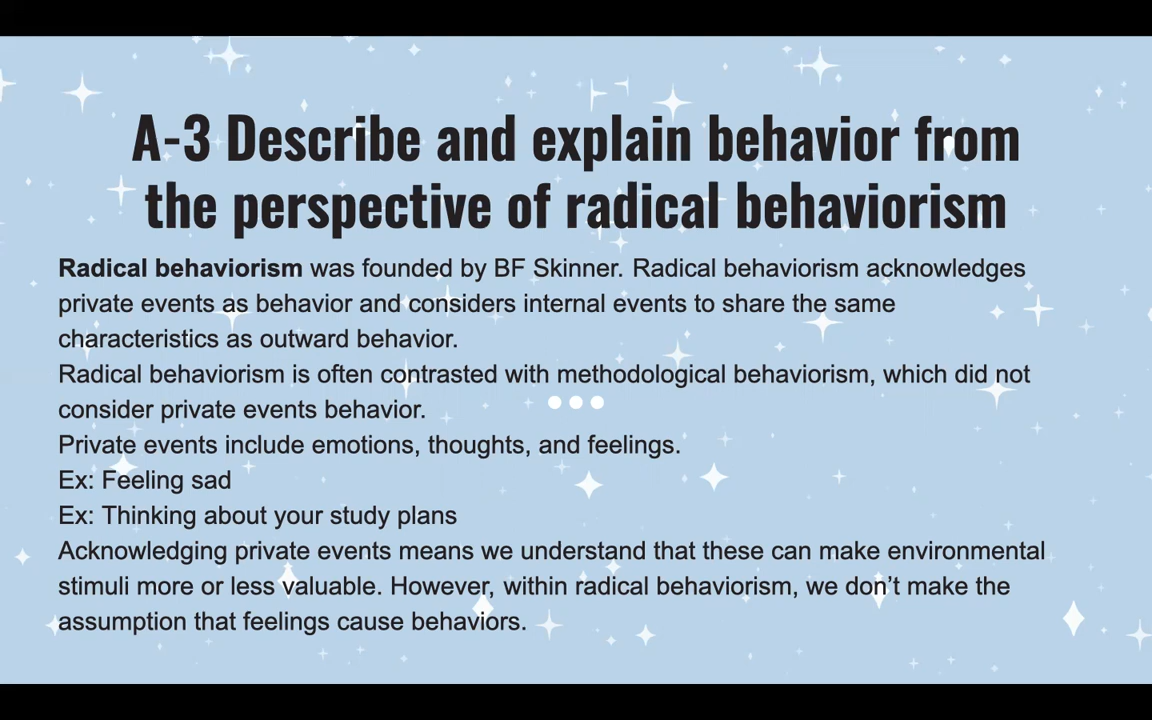 A-3 Describe and explain behavior from
the perspective of radical behaviorism
Radical behaviorism was founded by BF Skinner. Radical behaviorism acknowledges
private events as behavior and considers internal events to share the same
characteristics as outward behavior.
Radical behaviorism is often contrasted with methodological behaviorism, which did not
consider private events behavior.
Private events include emotions, thoughts, and feelings.
Ex: Feeling sad
Ex: Thinking about your study plans
Acknowledging private events means we understand that these can make environmental
stimuli more or less valuable. However, within radical behaviorism, we don’t make the
assumption that feelings cause behaviors.